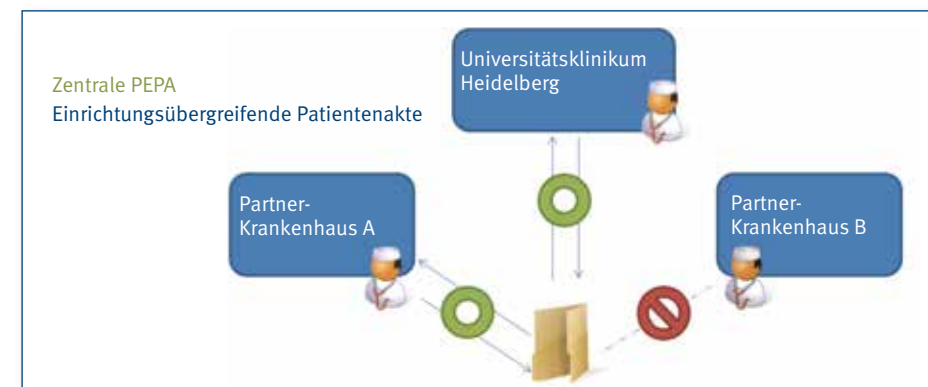 Zentrale PEPA
Einrichtungsübergreifende Patientenakte
Universitätsklinikum
Heidelberg
Partner-
Krankenhaus A
Partner-
Krankenhaus B